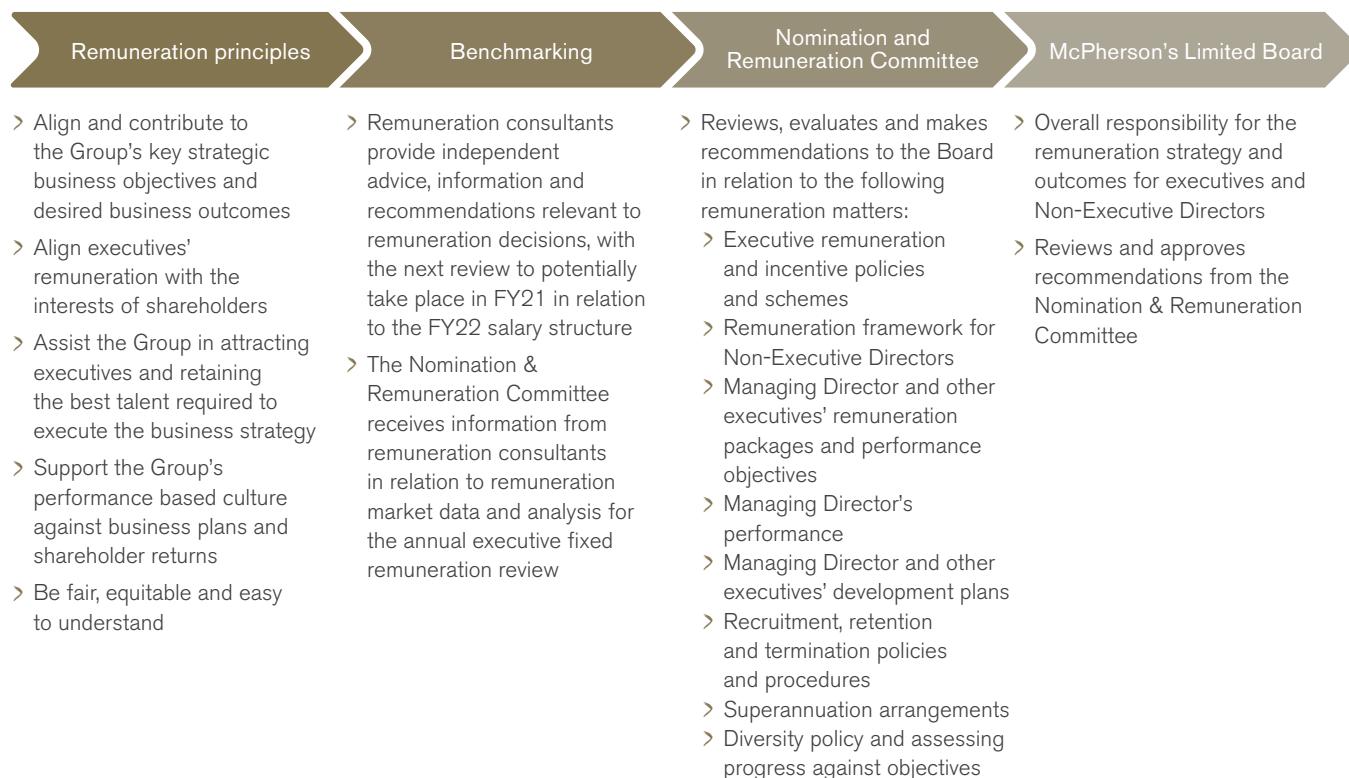 Remuneration principles
Benchmarking
Nomination and
Remuneration Committee
McPherson's Limited Board
> Align and contribute to
the Group's key strategic
business objectives and
desired business outcomes
> Align executives'
remuneration with the
interests of shareholders
> Assist the Group in attracting
executives and retaining
the best talent required to
execute the business strategy
> Support the Group's
performance based culture
against business plans and
shareholder returns
> Be fair, equitable and easy
to understand
> Remuneration consultants
provide independent
advice, information and
recommendations relevant to
remuneration decisions, with
the next review to potentially
take place in FY21 in relation
to the FY22 salary structure
> The Nomination &
Remuneration Committee
receives information from
remuneration consultants
in relation to remuneration
market data and analysis for
the annual executive fixed
remuneration review
> Reviews, evaluates and makes
recommendations to the Board
in relation to the following
remuneration matters:
> Executive remuneration
and incentive policies
and schemes
> Remuneration framework for
Non-Executive Directors
> Managing Director and other
executives' remuneration
packages and performance
objectives
> Managing Director's
performance
> Managing Director and other
executives' development plans
> Recruitment, retention
and termination policies
and procedures
> Superannuation arrangements
> Diversity policy and assessing
progress against objectives
> Overall responsibility for the
remuneration strategy and
outcomes for executives and
Non-Executive Directors
> Reviews and approves
recommendations from the
Nomination & Remuneration
Committee